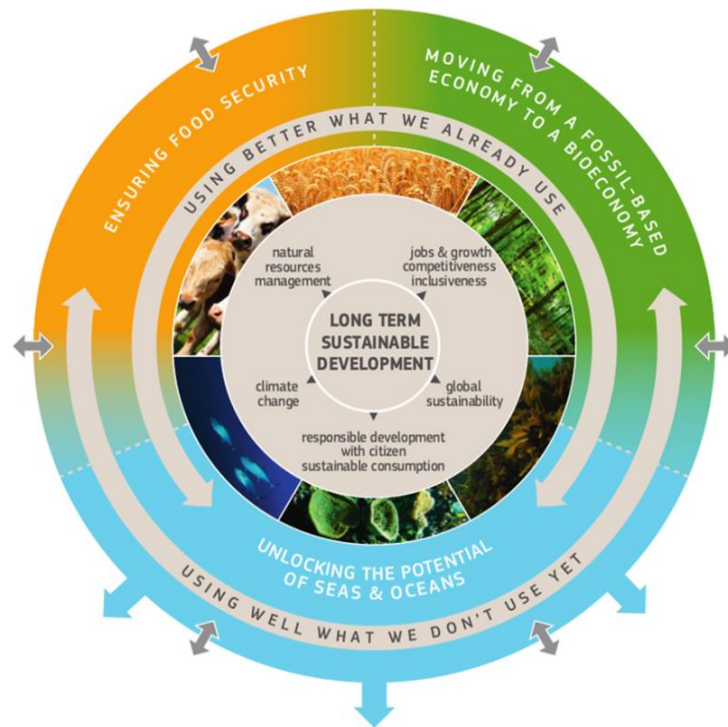 ENSURING FOOD SECURITY
MOVING FROM A FOSSIL-BASED
ECONOMY TO A BIOECONOMY
USING BETTER WHAT WE ALREADY USE
natural
resources
management
jobs & growth
competitiveness
inclusiveness
LONG TERM
SUSTAINABLE
DEVELOPMENT
climate
change
global
sustainability
responsible development
with citizen
sustainable consumption
UNLOCKING THE POTENTIAL
OF SEAS & OCEANS
USING WELL WHAT WE DON'T USE YET